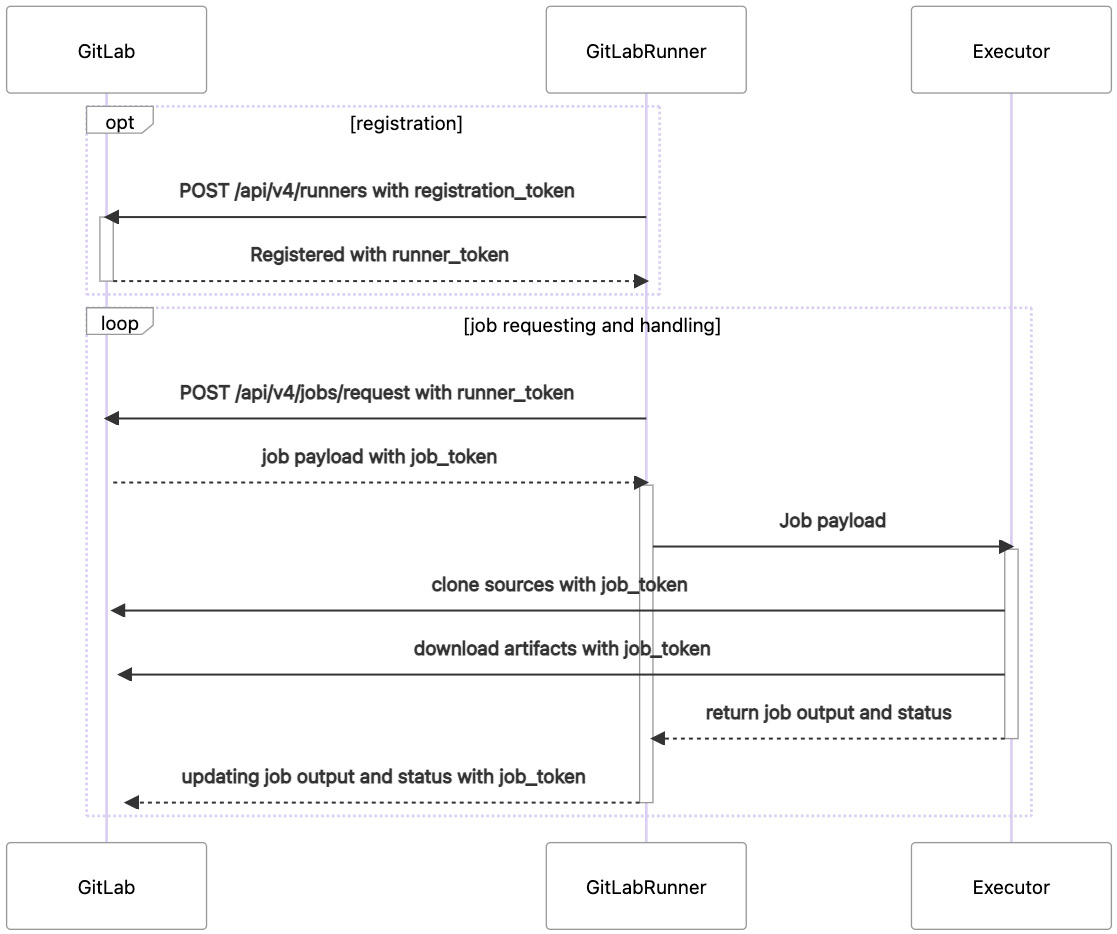 GitLab
GitLabRunner
Executor
opt
[registration]
POST /api/v4/runners with registration_token
Registered with runner_token
loop
[job requesting and handling]
POST /api/v4/jobs/request with runner_token
job payload with job_token
Job payload
clone sources with job_token
download artifacts with job_token
return job output and status
updating job output and status with job_token
GitLab
GitLabRunner
Executor